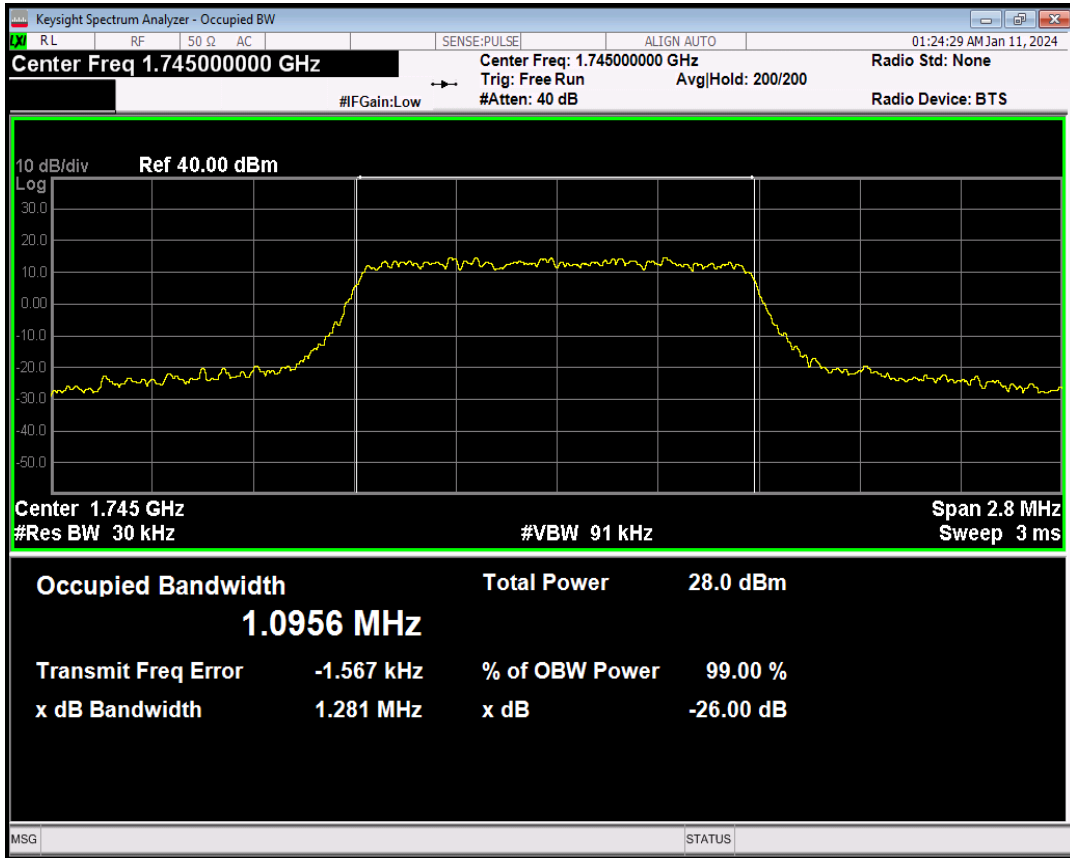 Keysight Spectrum Analyzer - Occupied BW
LXI RL RF 50 Ω AC SENSE:PULSE ALIGN AUTO 01:24:29 AM Jan 11, 2024
Center Freq 1.745000000 GHz Center Freq: 1.745000000 GHz Radio Std: None
Trig: Free Run Avg|Hold: 200/200
#IFGain:Low #Atten: 40 dB Radio Device: BTS
10 dB/div Ref 40.00 dBm
Log
30.0
20.0
10.0
0.00
-10.0
-20.0
-30.0
-40.0
-50.0
Center 1.745 GHz Span 2.8 MHz
#Res BW 30 kHz #VBW 91 kHz Sweep 3 ms
Occupied Bandwidth Total Power 28.0 dBm
1.0956 MHz
Transmit Freq Error -1.567 kHz % of OBW Power 99.00 %
x dB Bandwidth 1.281 MHz x dB -26.00 dB
MSG STATUS